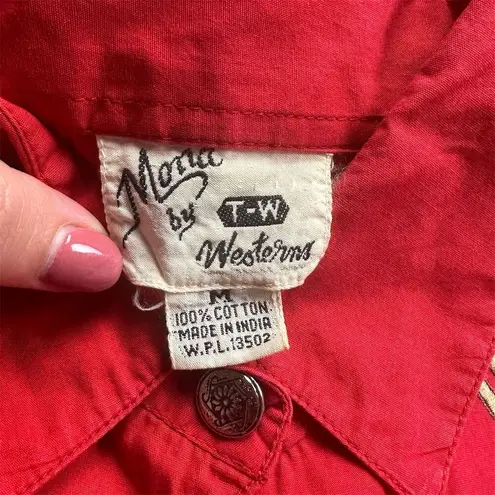 Mona
by
T-W
Westerns
M
100% COTTON
MADE IN INDIA
W.P.L. 13502